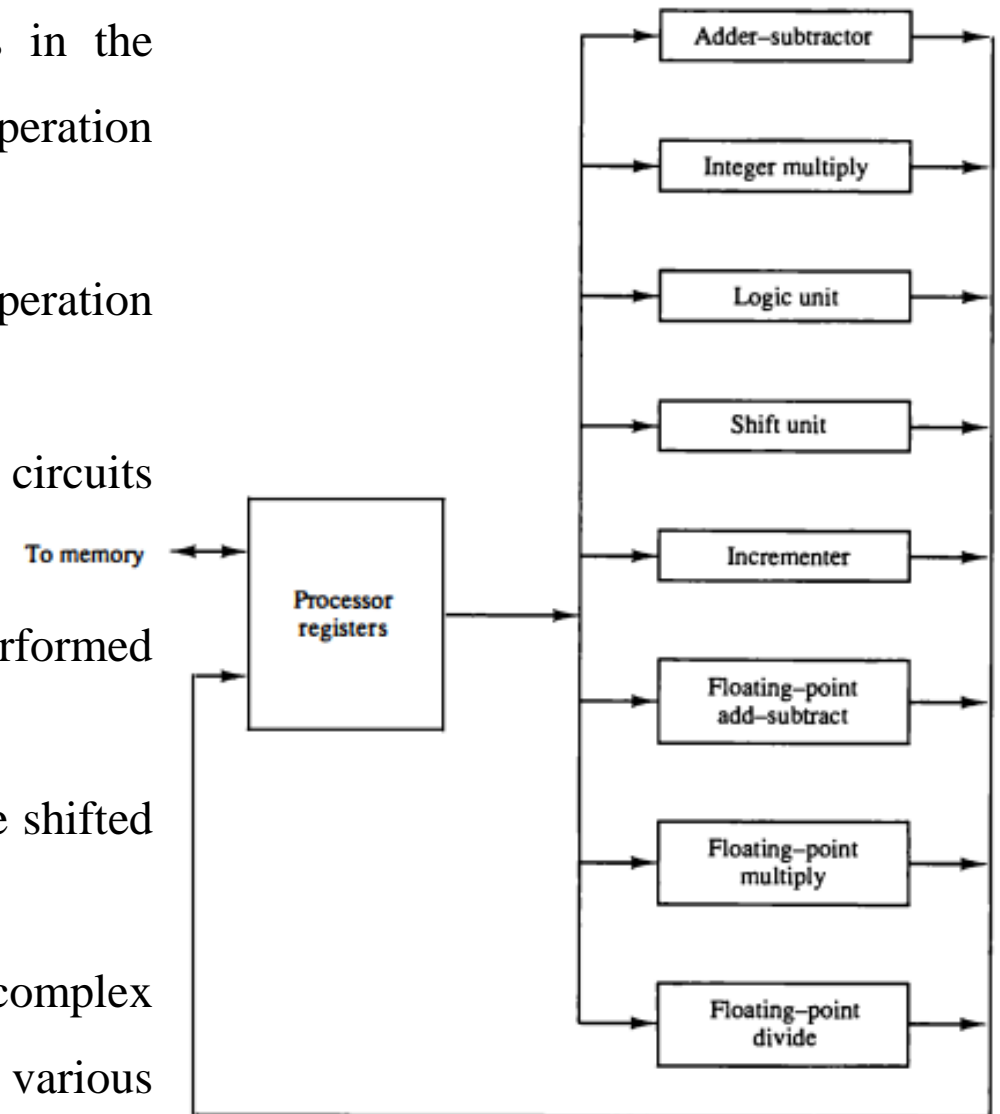 s in the
peration
peration
circuits
rformed
e shifted
complex
various
To memory
Processor
registers
Adder–subtractor
Integer multiply
Logic unit
Shift unit
Incrementer
Floating–point
add–subtract
Floating–point
multiply
Floating–point
divide